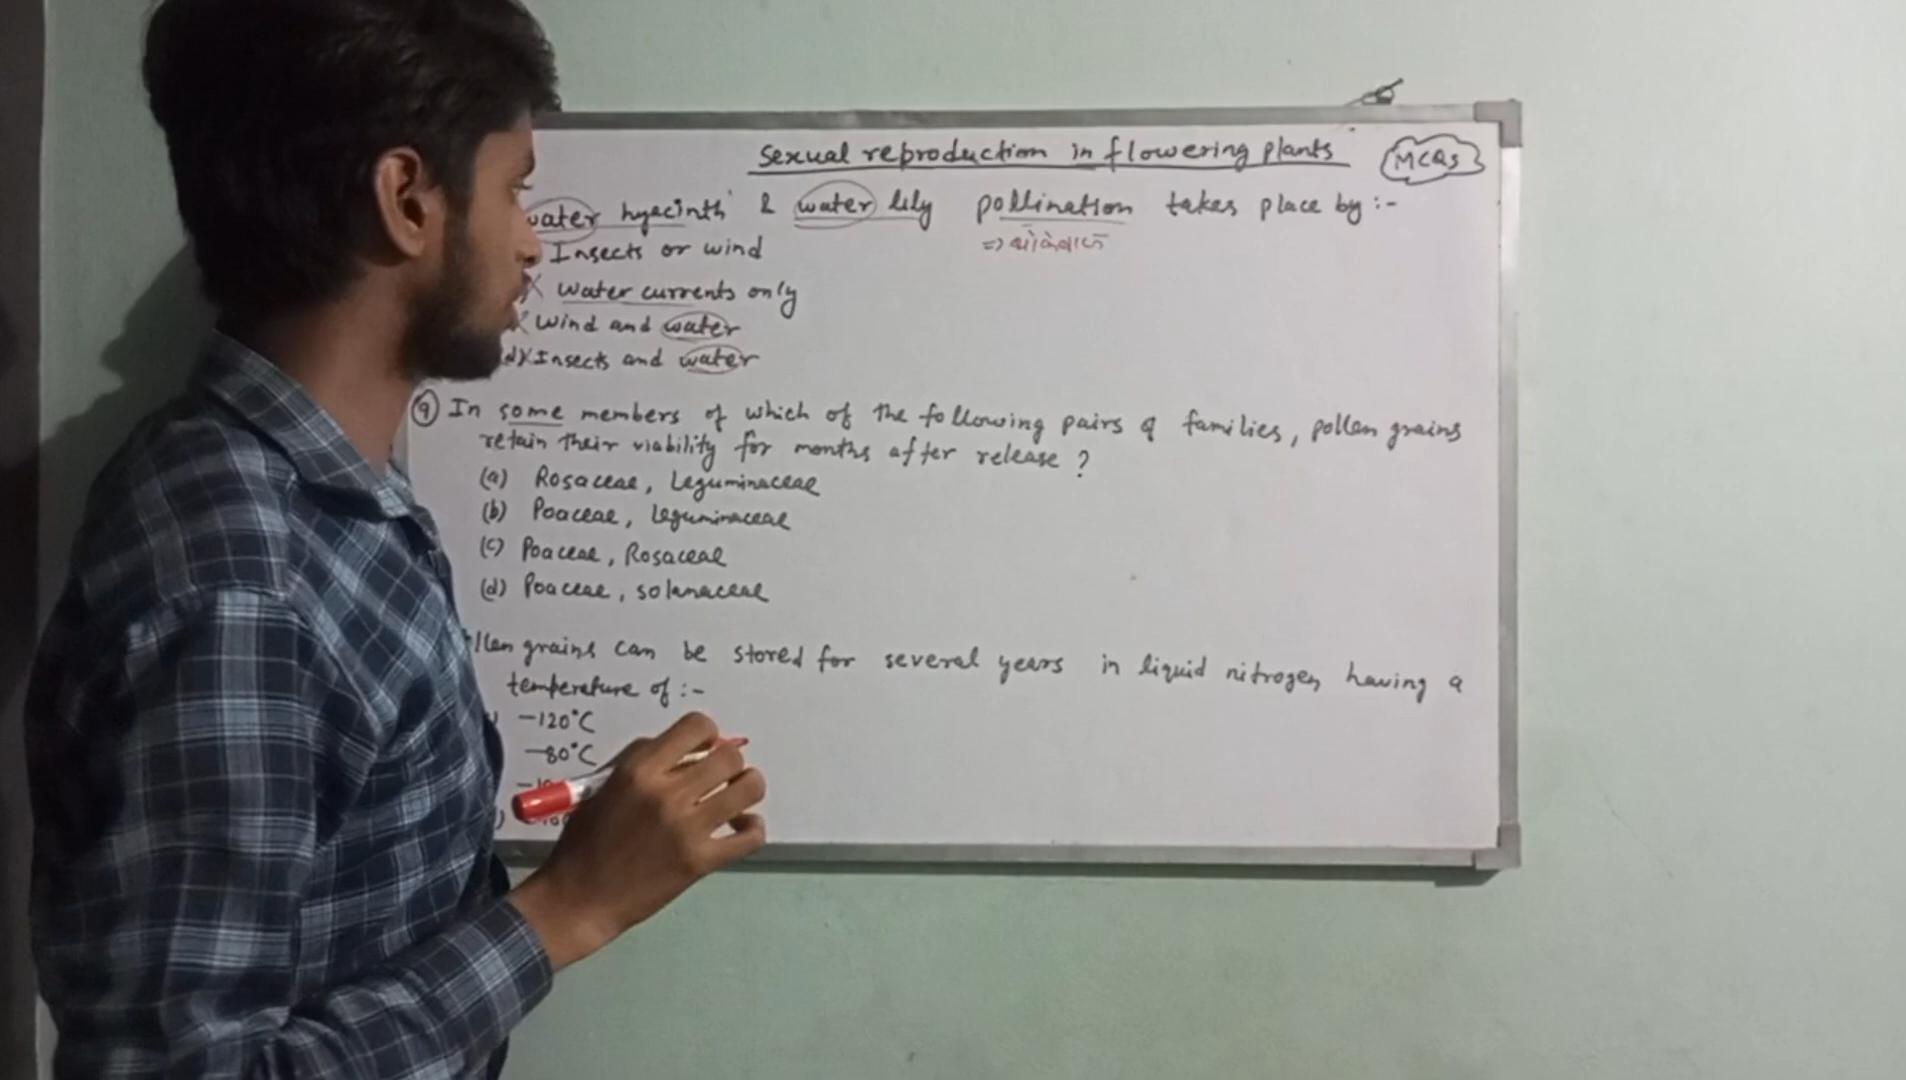 Sexual reproduction in flowering plants MCQs
water hyacinth & water lily pollination takes place by :-
Insects or wind
water currents only
wind and water
(d) Insects and water
(9) In some members of which of the following pairs of families, pollen grains
retain their viability for months after release ?
(a) Rosaceae, Leguminaceae
(b) Poaceae, Leguminaceae
(c) Poaceae, Rosaceae
(d) Poaceae, solanaceae
llen grains can be stored for several years in liquid nitrogen having a
temperature of :-
-120°C
-80°C